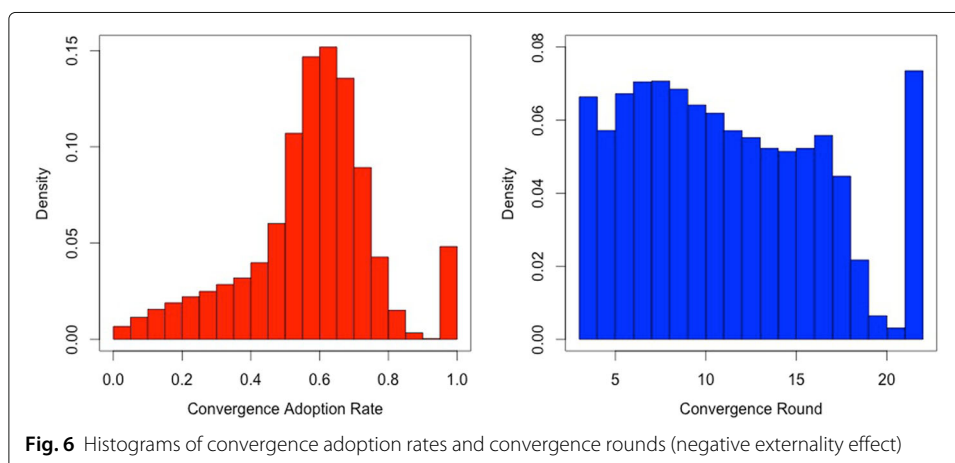 0.15
0.10
0.05
0.00
Density
0.0 0.2 0.4 0.6 0.8 1.0
Convergence Adoption Rate
0.08
0.06
0.04
0.02
0.00
Density
5 10 15 20
Convergence Round
Fig. 6 Histograms of convergence adoption rates and convergence rounds (negative externality effect)